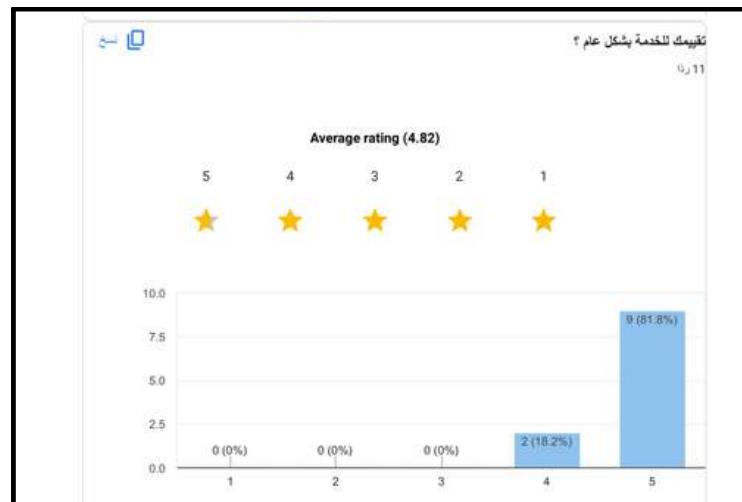 تقييمك للخدمة بشكل عام ؟
نسخ
11 ردًا
Average rating (4.82)
5 4 3 2 1
10.0
9 (81.8%)
7.5
5.0
2.5
0 (0%) 0 (0%) 0 (0%) 2 (18.2%)
0.0
1 2 3 4 5